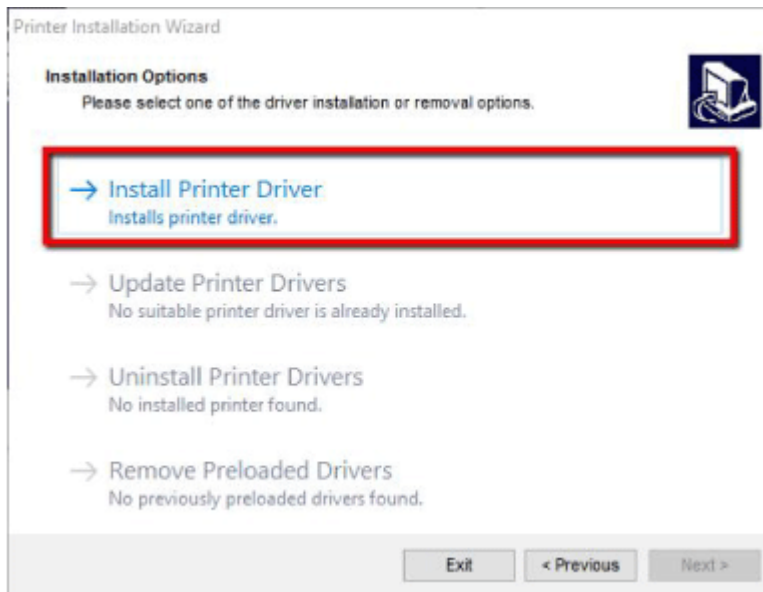 Printer Installation Wizard
Installation Options
Please select one of the driver installation or removal options.
Install Printer Driver
Installs printer driver.
Update Printer Drivers
No suitable printer driver is already installed.
Uninstall Printer Drivers
No installed printer found.
Remove Preloaded Drivers
No previously preloaded drivers found.
Exit < Previous Next >